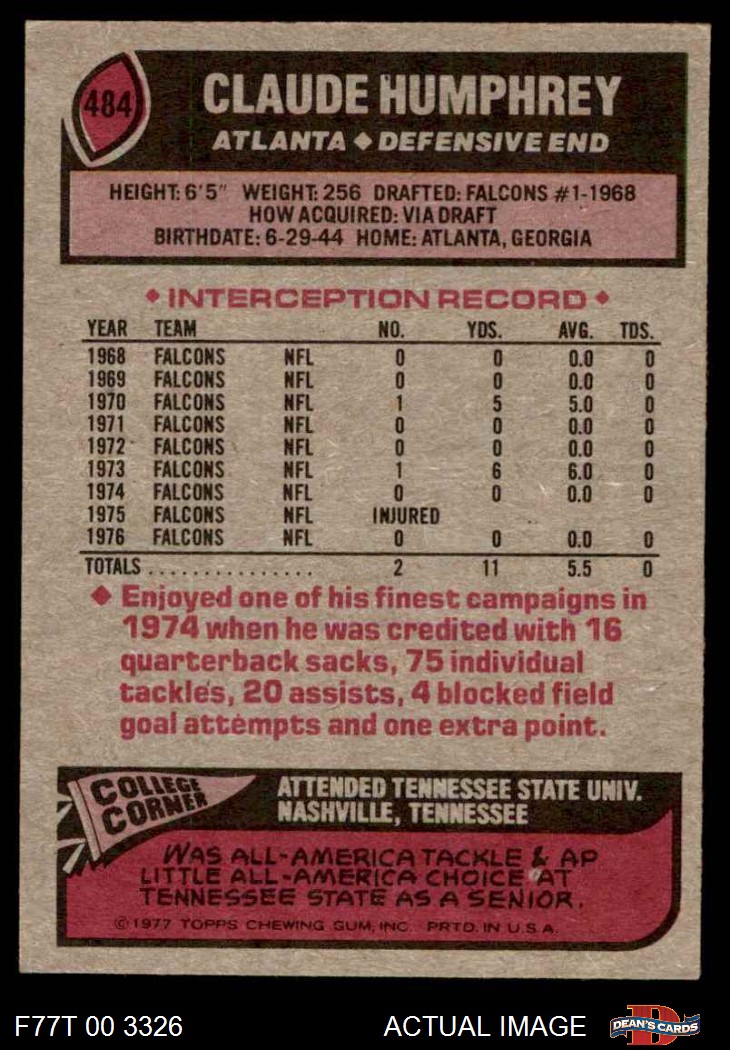 484
CLAUDE HUMPHREY
ATLANTA ◆ DEFENSIVE END
HEIGHT: 6'5" WEIGHT: 256 DRAFTED: FALCONS #1-1968
HOW ACQUIRED: VIA DRAFT
BIRTHDATE: 6-29-44 HOME: ATLANTA, GEORGIA
◆ INTERCEPTION RECORD ◆
YEAR TEAM NO. YDS. AVG. TDS.
1968 FALCONS NFL 0 0 0.0 0
1969 FALCONS NFL 0 0 0.0 0
1970 FALCONS NFL 1 5 5.0 0
1971 FALCONS NFL 0 0 0.0 0
1972 FALCONS NFL 0 0 0.0 0
1973 FALCONS NFL 1 6 6.0 0
1974 FALCONS NFL 0 0 0.0 0
1975 FALCONS NFL INJURED
1976 FALCONS NFL 0 0 0.0 0
TOTALS ............... 2 11 5.5 0
◆ Enjoyed one of his finest campaigns in
1974 when he was credited with 16
quarterback sacks, 75 individual
tackles, 20 assists, 4 blocked field
goal attempts and one extra point.
COLLEGE
CORNER
ATTENDED TENNESSEE STATE UNIV.
NASHVILLE, TENNESSEE
WAS ALL-AMERICA TACKLE & AP
LITTLE ALL-AMERICA CHOICE AT
TENNESSEE STATE AS A SENIOR.
© 1977 TOPPS CHEWING GUM, INC. PRTD. IN U.S.A.
F77T 00 3326 ACTUAL IMAGE
D
DEAN'S CARDS